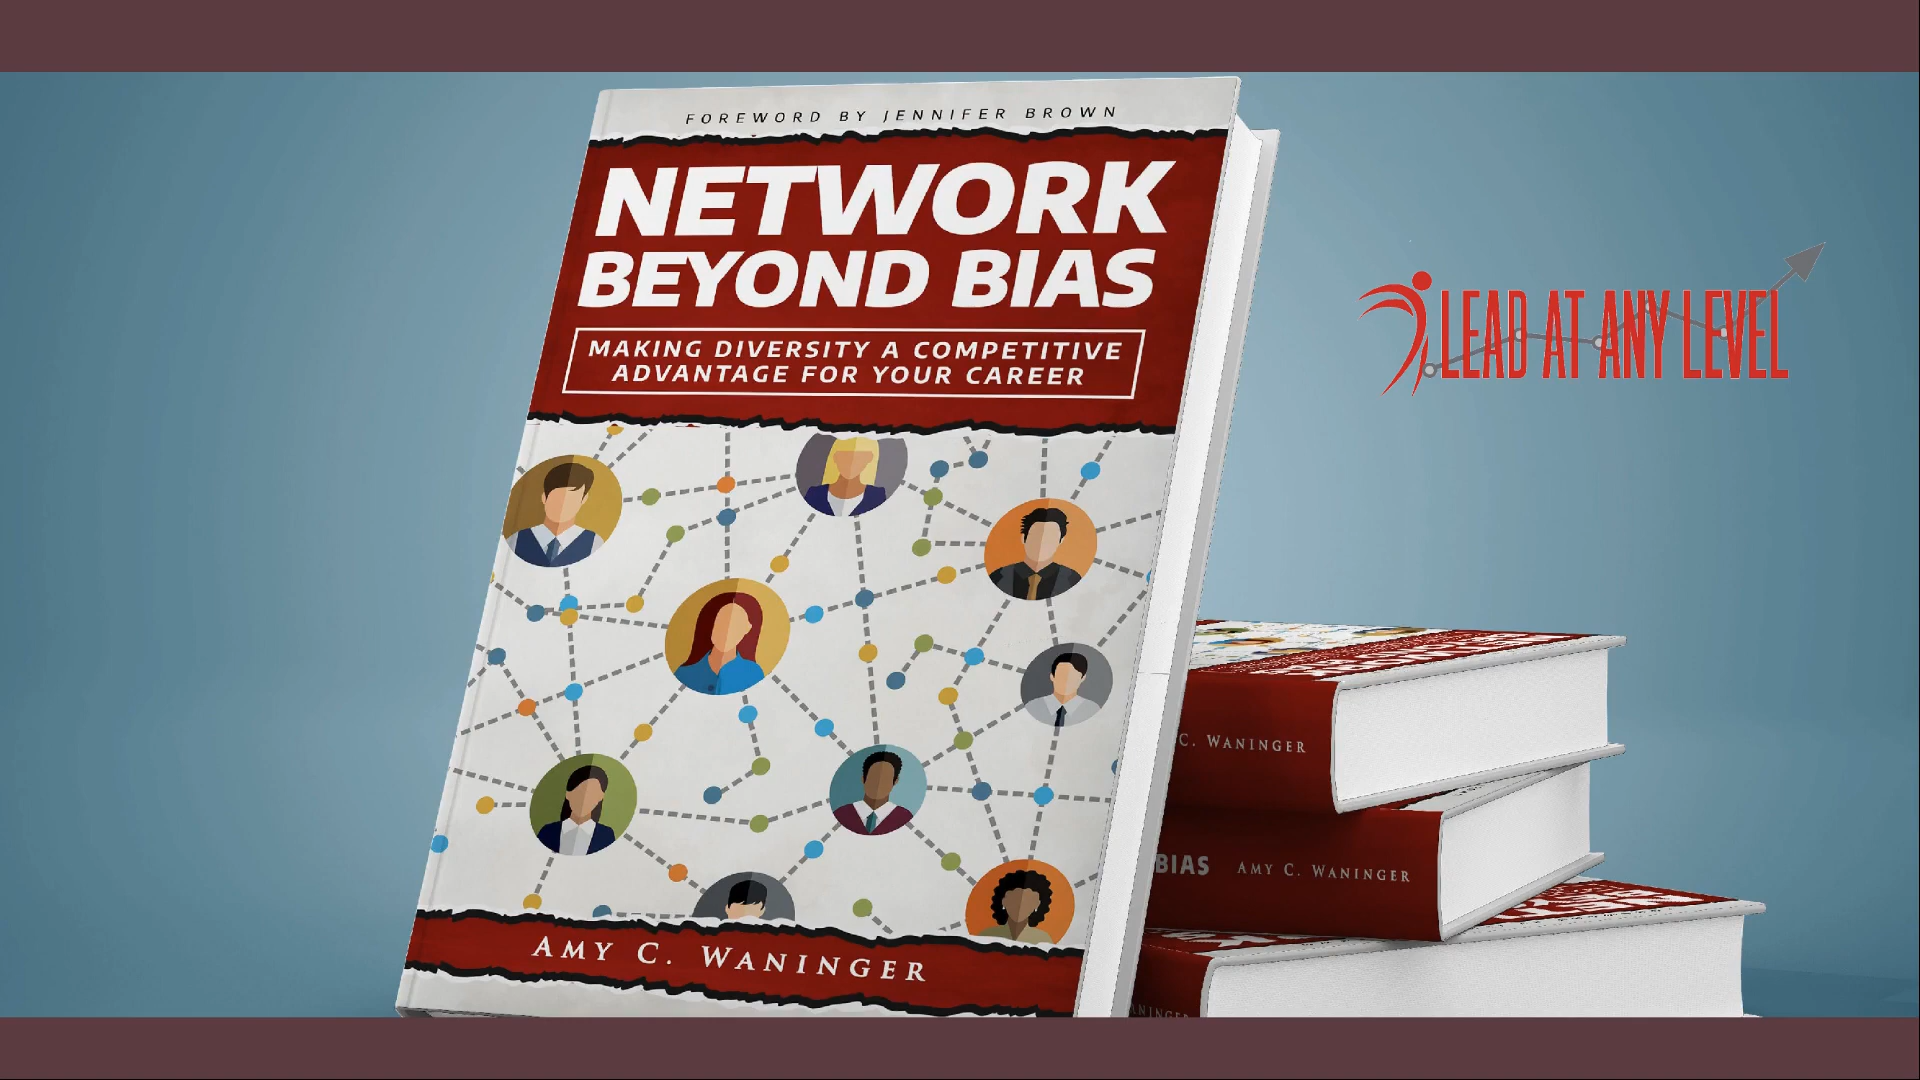 FOREWORD BY JENNIFER BROWN
NETWORK
BEYOND BIAS
MAKING DIVERSITY A COMPETITIVE
ADVANTAGE FOR YOUR CAREER
AMY C. WANINGER
LEAD AT ANY LEVEL
C. WANINGER
BIAS AMY C. WANINGER